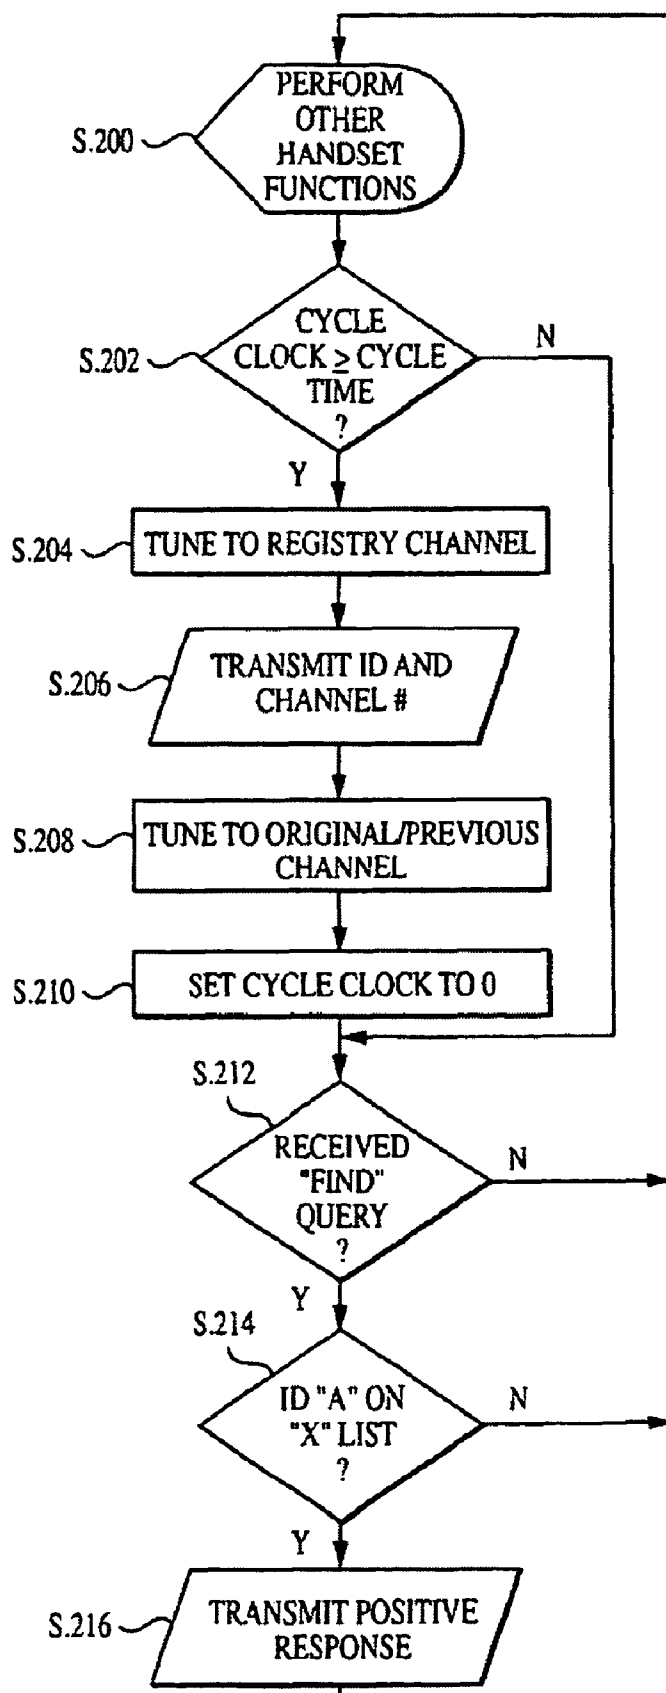 PERFORM
OTHER
HANDSET
FUNCTIONS
S.200
CYCLE
CLOCK ≥ CYCLE
TIME
?
S.202
N
Y
S.204
TUNE TO REGISTRY CHANNEL
TRANSMIT ID AND
CHANNEL #
S.206
TUNE TO ORIGINAL/PREVIOUS
CHANNEL
S.208
S.210
SET CYCLE CLOCK TO 0
S.212
RECEIVED
"FIND"
QUERY
?
N
Y
S.214
ID "A" ON
"X" LIST
?
N
Y
TRANSMIT POSITIVE
RESPONSE
S.216